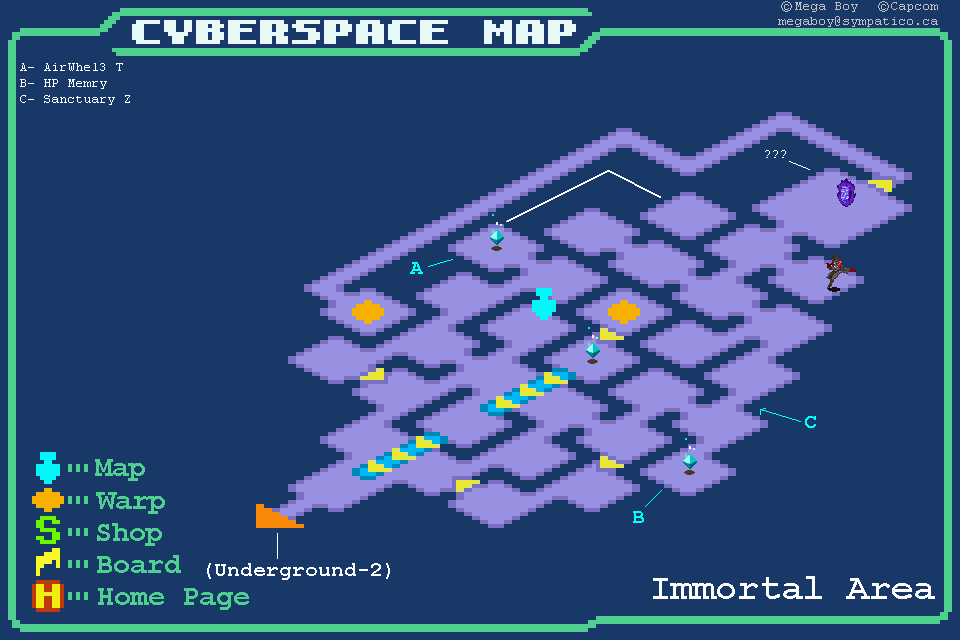 ©Mega Boy ©Capcom
megaboy@sympatico.ca
CYBERSPACE MAP
A- AirWhel3 T
B- HP Memry
C- Sanctuary Z
???
A
C
B
Map
Warp
S Shop
Board
H Home Page
(Underground-2)
Immortal Area